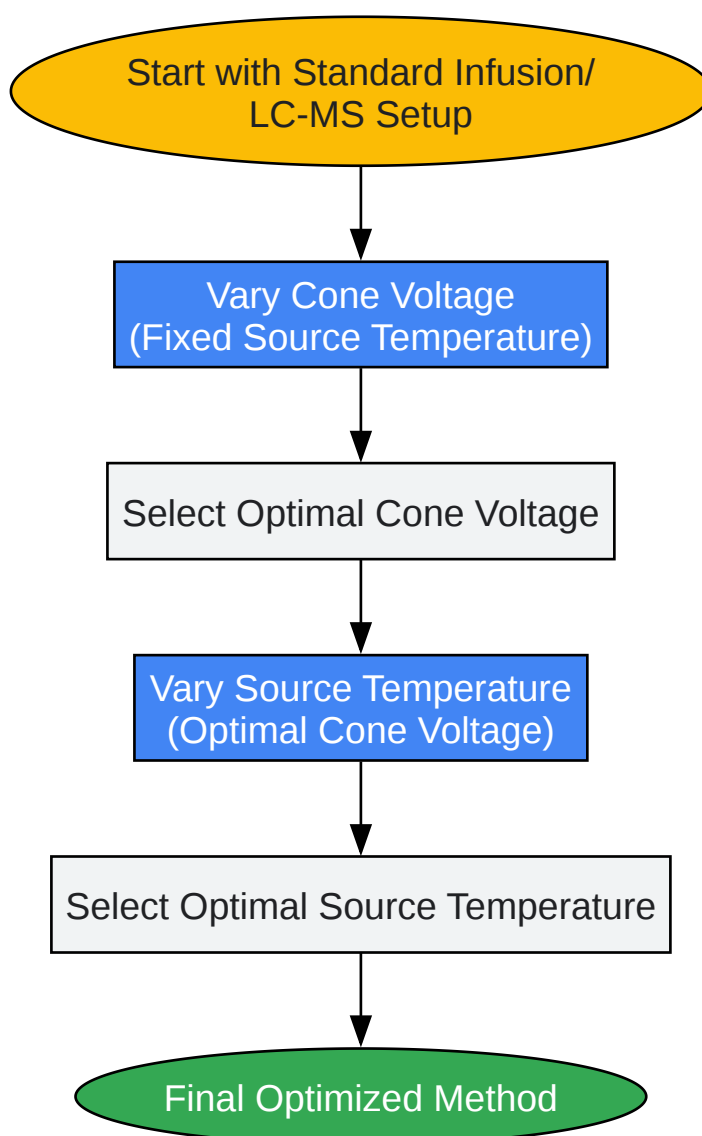 Start with Standard Infusion/
LC-MS Setup
Vary Cone Voltage
(Fixed Source Temperature)
Select Optimal Cone Voltage
Vary Source Temperature
(Optimal Cone Voltage)
Select Optimal Source Temperature
Final Optimized Method